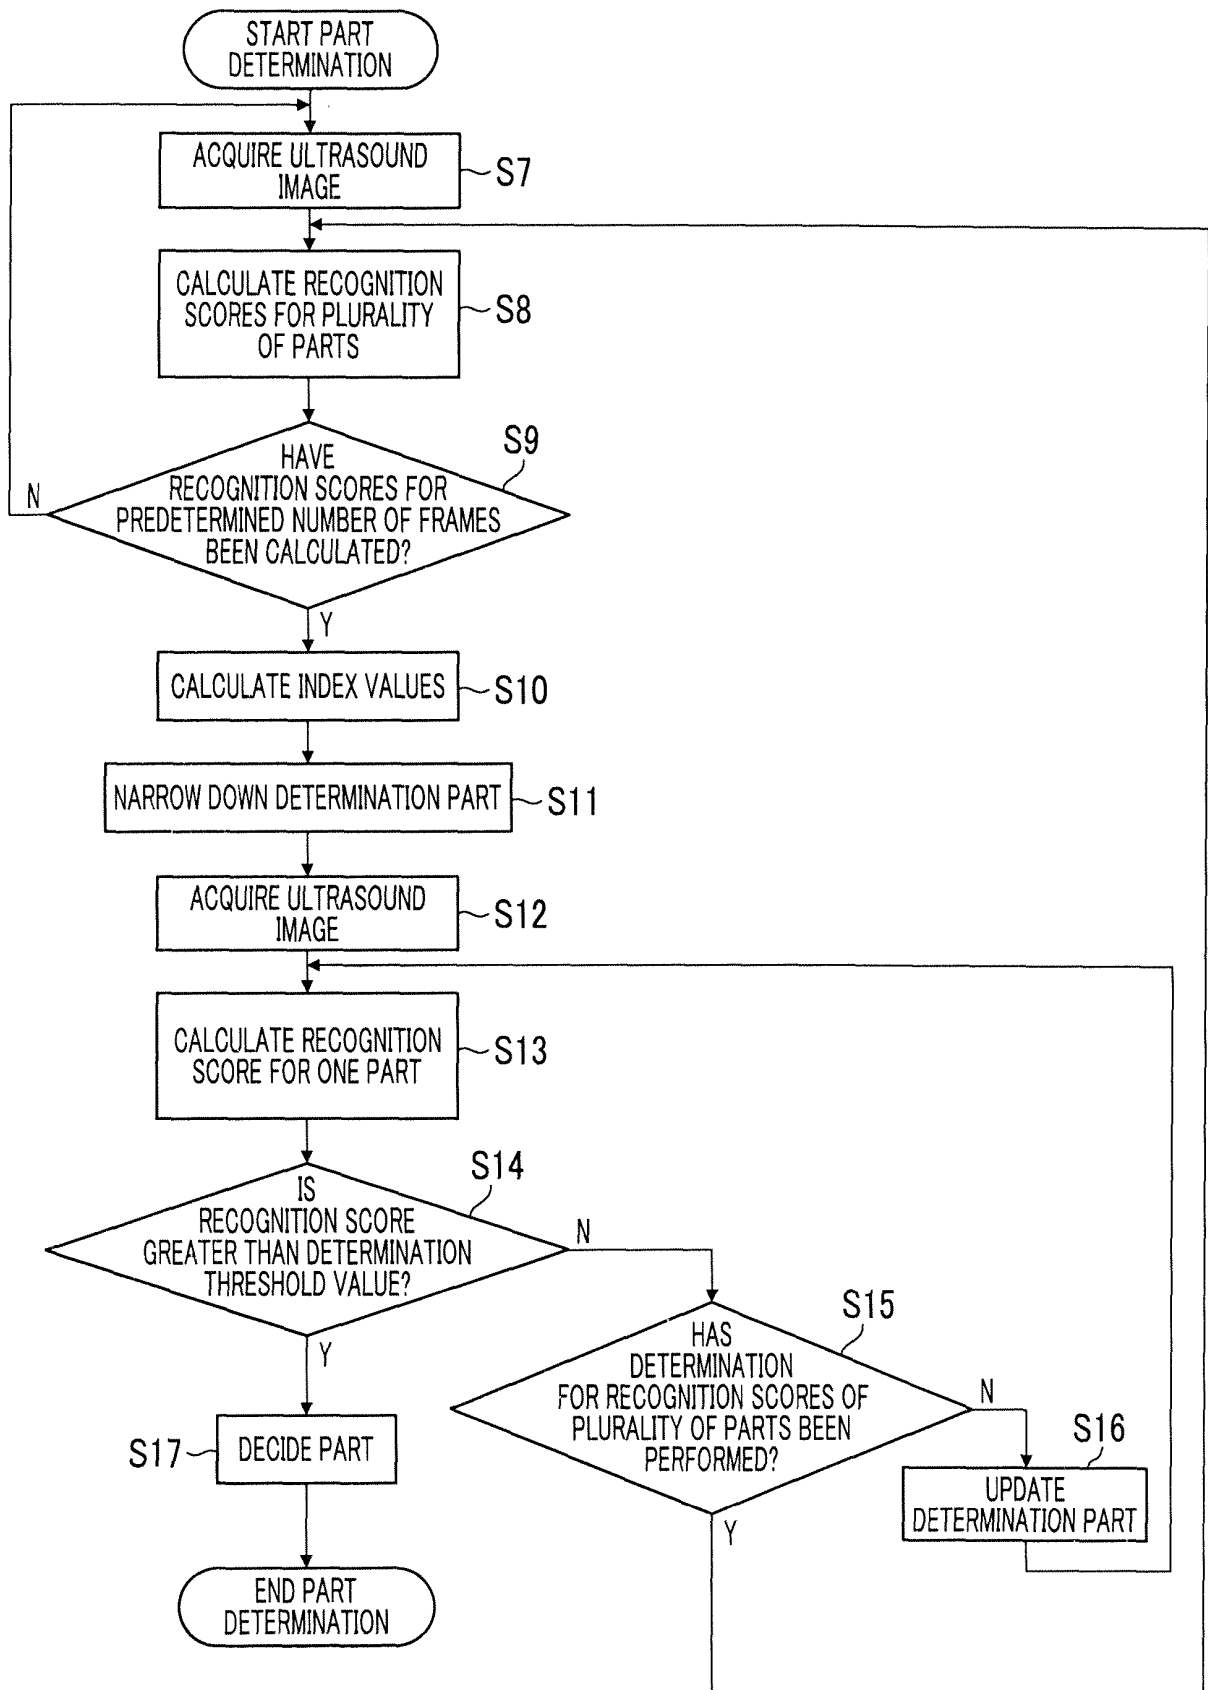 START PART
DETERMINATION
ACQUIRE ULTRASOUND
IMAGE
S7
CALCULATE RECOGNITION
SCORES FOR PLURALITY
OF PARTS
S8
S9
HAVE
RECOGNITION SCORES FOR
PREDETERMINED NUMBER OF FRAMES
BEEN CALCULATED?
N
Y
CALCULATE INDEX VALUES
S10
NARROW DOWN DETERMINATION PART
S11
ACQUIRE ULTRASOUND
IMAGE
S12
CALCULATE RECOGNITION
SCORE FOR ONE PART
S13
S14
IS
RECOGNITION SCORE
GREATER THAN DETERMINATION
THRESHOLD VALUE?
N
Y
S15
HAS
DETERMINATION
FOR RECOGNITION SCORES OF
PLURALITY OF PARTS BEEN
PERFORMED?
N
Y
S16
UPDATE
DETERMINATION PART
S17
DECIDE PART
END PART
DETERMINATION